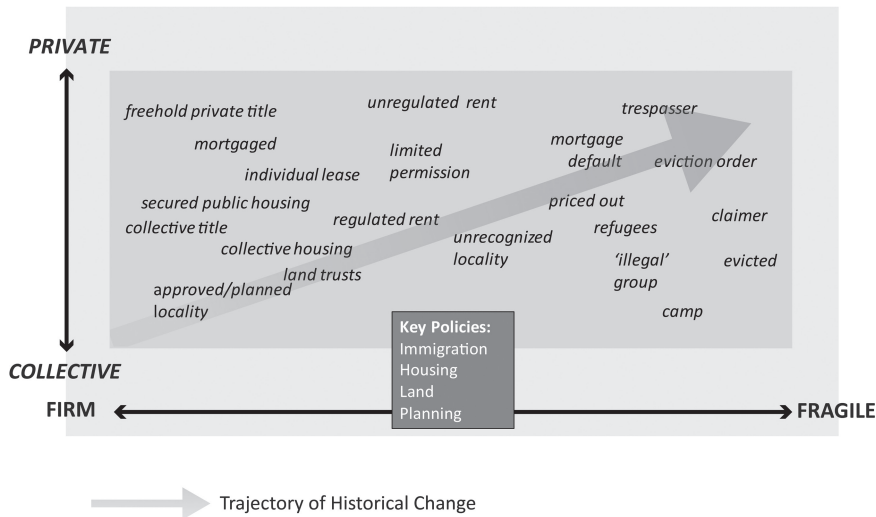 PRIVATE
freehold private title
unregulated rent
trespasser
mortgaged
limited
permission
mortgage
default
eviction order
individual lease
secured public housing
priced out
collective title
regulated rent
refugees
claimer
collective housing
unrecognized
locality
land trusts
'illegal'
group
evicted
approved/planned
locality
camp
Key Policies:
Immigration
Housing
Land
Planning
COLLECTIVE
FIRM
FRAGILE
Trajectory of Historical Change